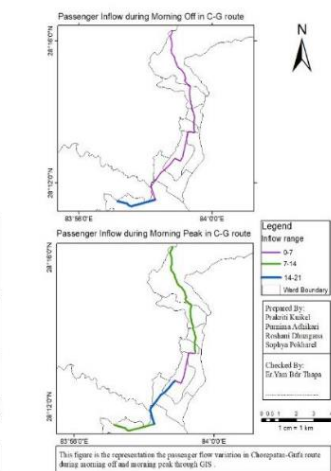 Passenger Inflow during Morning Off in C-G route
N
28°16'0"N
28°12'0"N
83°56'0"E
84°0'0"E
Passenger Inflow during Morning Peak in C-G route
28°16'0"N
28°12'0"N
83°56'0"E
84°0'0"E
Legend
Inflow range
0-7
7-14
14-21
Ward Boundary
Prepared By:
Prakriti Kuikel
Purnima Adhikari
Roshani Dhungana
Sophya Pokharel
Checked By:
Er.Yam Bdr Thapa
1 cm = 1 km
This figure is the representation the passenger flow variation in Chorepatan-Gufa route
during morning off and morning peak through GIS .